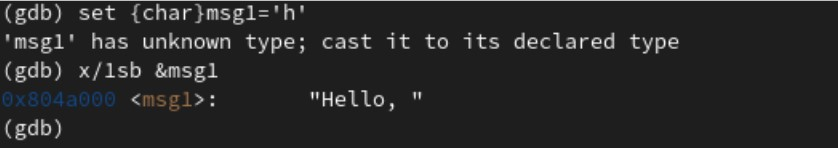 (gdb) set {char}msg1='h'
'msg1' has unknown type; cast it to its declared type
(gdb) x/1sb &msg1
0x804a000 <msg1>:       "Hello, "
(gdb)